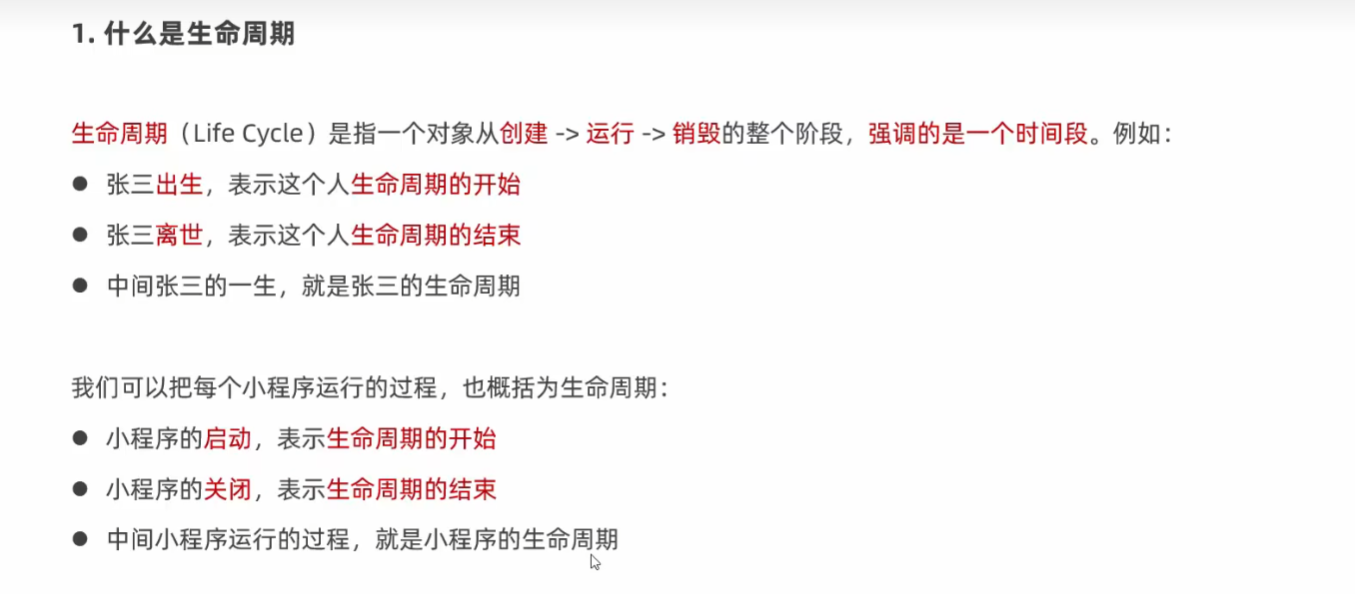 1. 什么是生命周期
生命周期（Life Cycle）是指一个对象从创建 -> 运行 -> 销毁的整个阶段，强调的是一个时间段。例如：
● 张三出生，表示这个人生命周期的开始
● 张三离世，表示这个人生命周期的结束
● 中间张三的一生，就是张三的生命周期
我们可以把每个小程序运行的过程，也概括为生命周期：
● 小程序的启动，表示生命周期的开始
● 小程序的关闭，表示生命周期的结束
● 中间小程序运行的过程，就是小程序的生命周期